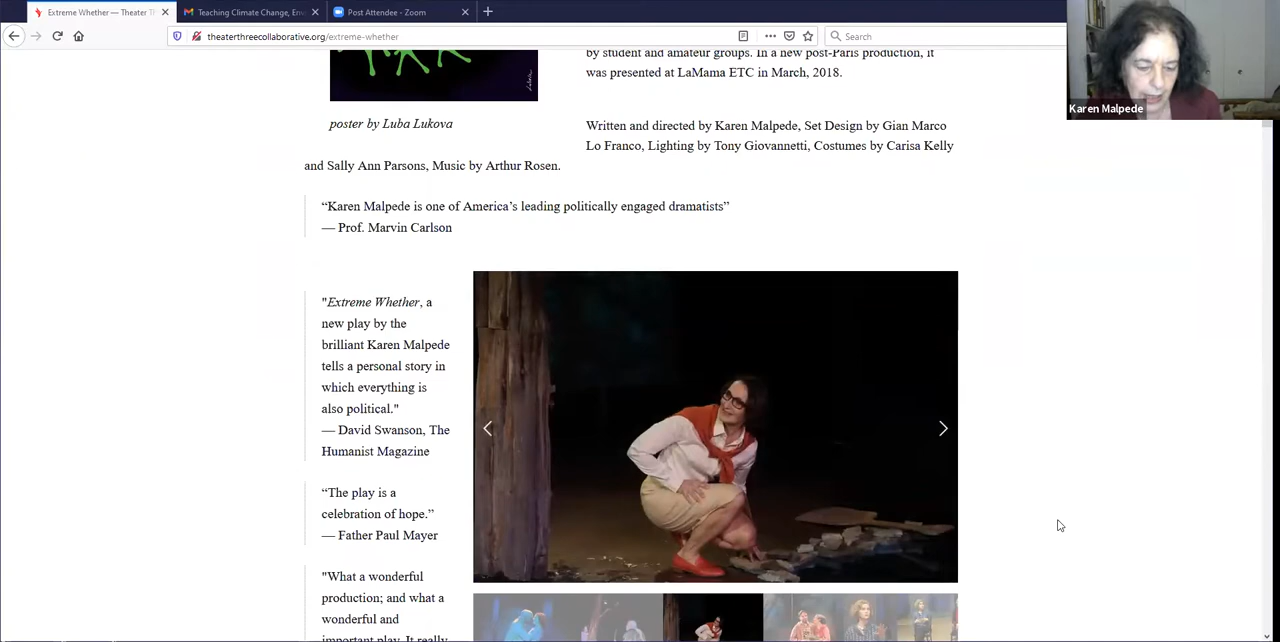 Extreme Whether — Theater T
Teaching Climate Change, Env
Post Attendee - Zoom
theaterthreecollaborative.org/extreme-whether
Search
by student and amateur groups. In a new post-Paris production, it
was presented at LaMama ETC in March, 2018.
poster by Luba Lukova
Written and directed by Karen Malpede, Set Design by Gian Marco
Lo Franco, Lighting by Tony Giovannetti, Costumes by Carisa Kelly
and Sally Ann Parsons, Music by Arthur Rosen.
“Karen Malpede is one of America’s leading politically engaged dramatists”
— Prof. Marvin Carlson
"Extreme Whether, a
new play by the
brilliant Karen Malpede
tells a personal story in
which everything is
also political."
— David Swanson, The
Humanist Magazine
“The play is a
celebration of hope.”
— Father Paul Mayer
"What a wonderful
production; and what a
wonderful and
important play. It really
Karen Malpede